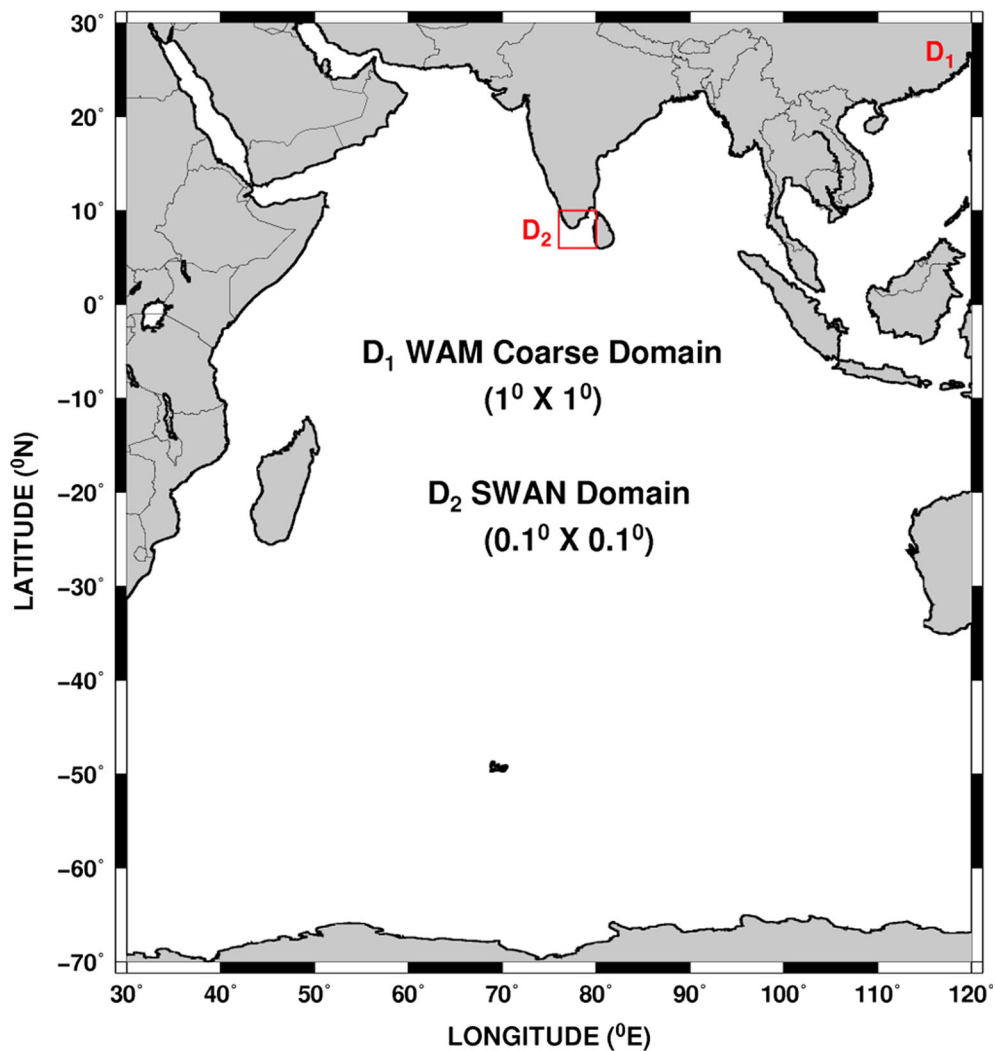 30˚
20˚
10˚
0˚
−10˚
−20˚
−30˚
−40˚
−50˚
−60˚
−70˚
LATITUDE (⁰N)
D₁
D₂
D₁ WAM Coarse Domain
(1⁰ X 1⁰)
D₂ SWAN Domain
(0.1⁰ X 0.1⁰)
30 40˚ 50˚ 60˚ 70˚ 80˚ 90˚ 100˚ 110˚ 120˚
LONGITUDE (⁰E)